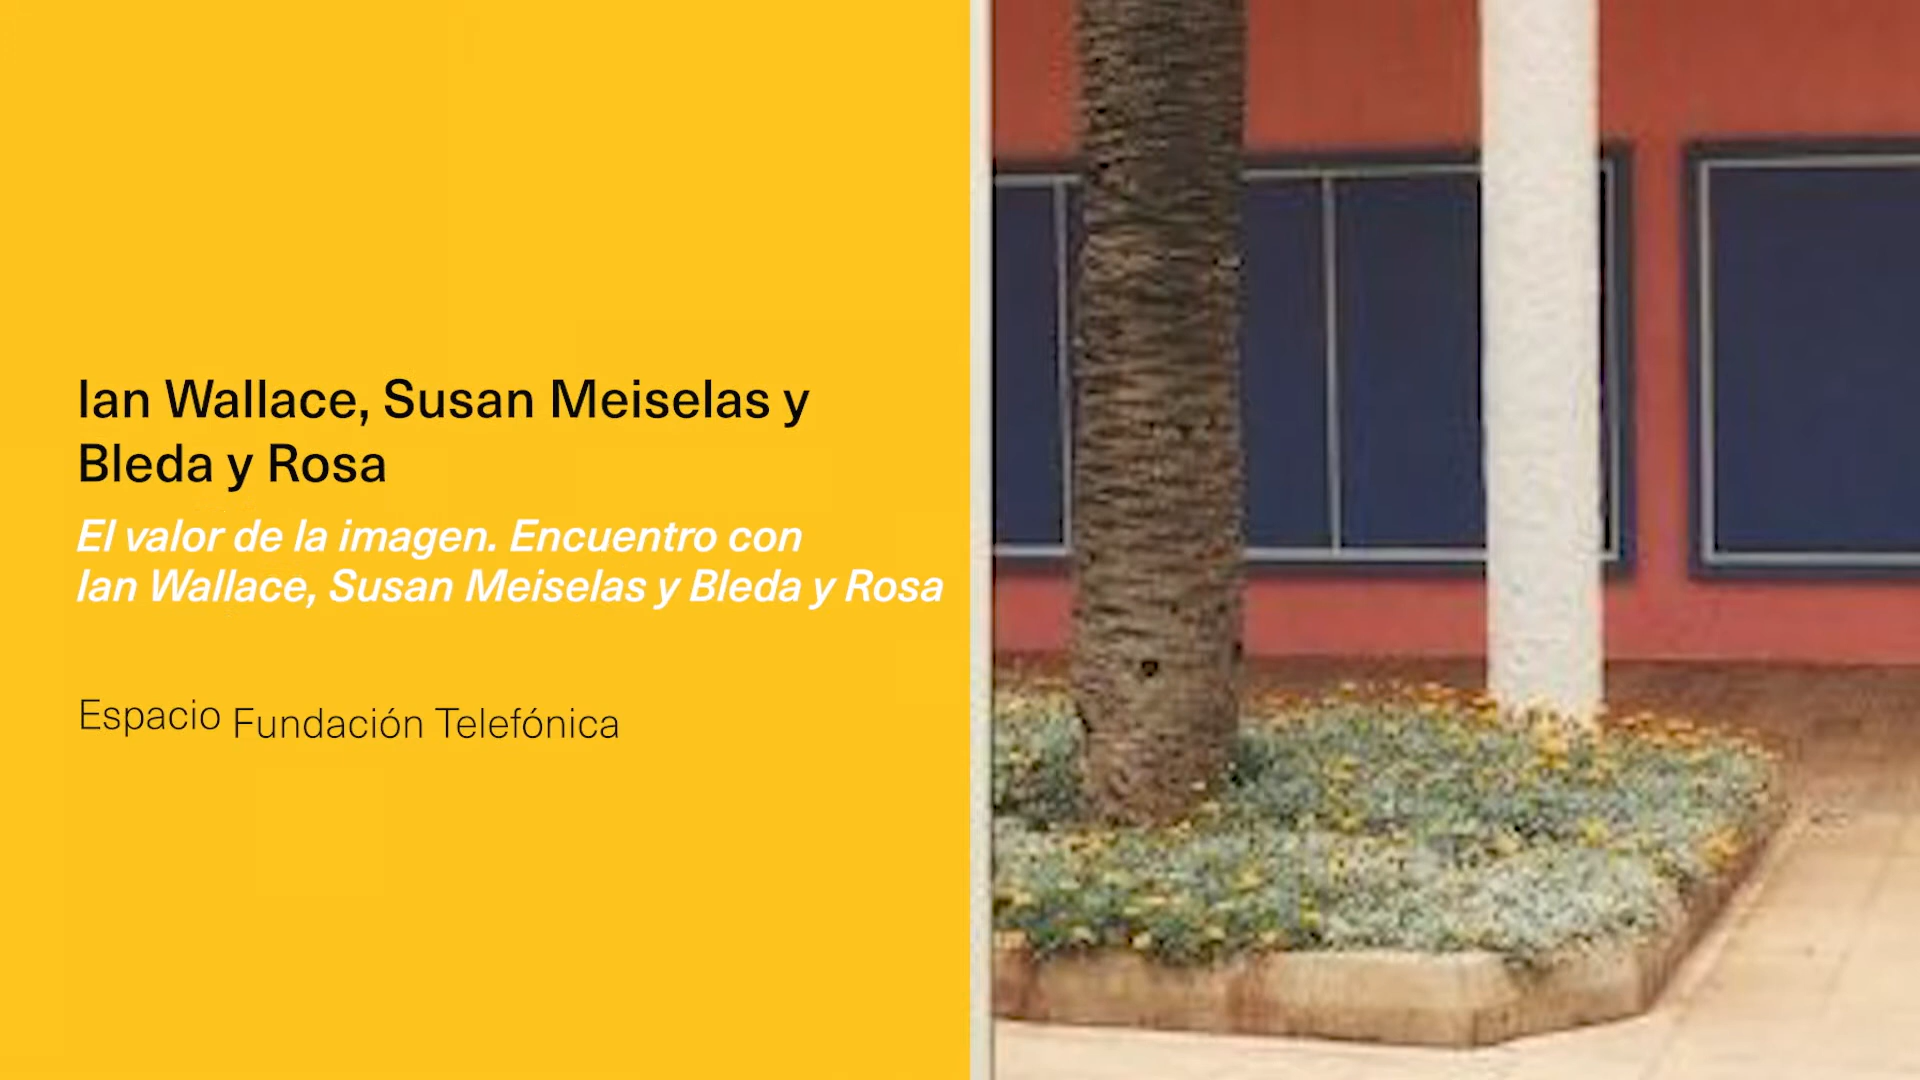 Ian Wallace, Susan Meiselas y
Bleda y Rosa
El valor de la imagen. Encuentro con
Ian Wallace, Susan Meiselas y Bleda y Rosa
Espacio Fundación Telefónica